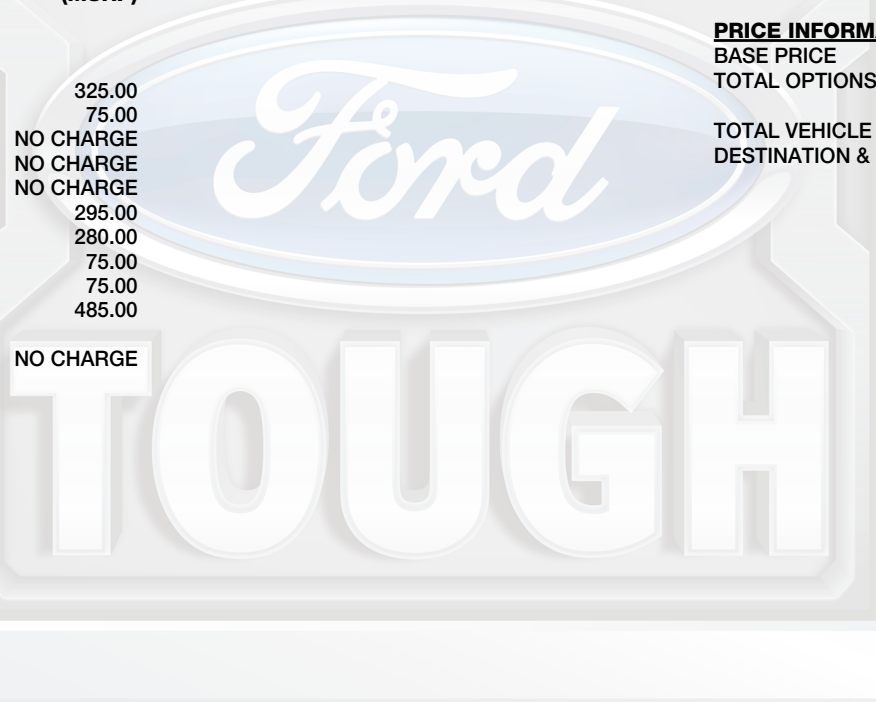 325.00
75.00
NO CHARGE
NO CHARGE
NO CHARGE
295.00
280.00
75.00
75.00
485.00
NO CHARGE
PRICE INFORM
BASE PRICE
TOTAL OPTIONS
TOTAL VEHICLE
DESTINATION &
Ford
TOUGH